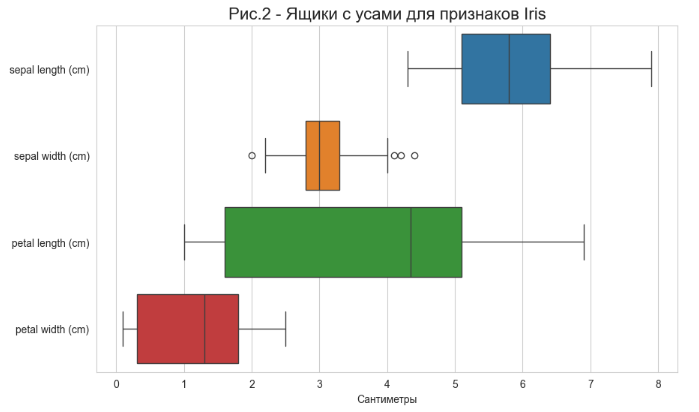 Рис.2 - Ящики с усами для признаков Iris
sepal length (cm)
sepal width (cm)
petal length (cm)
petal width (cm)
0 1 2 3 4 5 6 7 8
Сантиметры